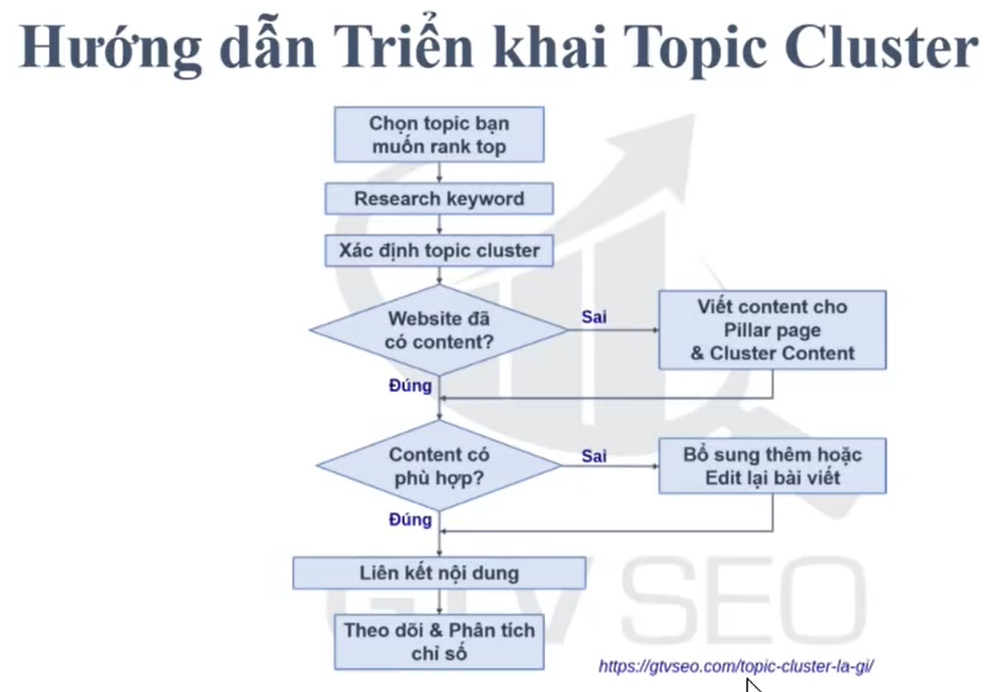 Hướng dẫn Triển khai Topic Cluster
Chọn topic bạn
muốn rank top
Research keyword
Xác định topic cluster
Website đã
có content?
Sai
Viết content cho
Pillar page
& Cluster Content
Đúng
Content có
phù hợp?
Sai
Bổ sung thêm hoặc
Edit lại bài viết
Đúng
Liên kết nội dung
GTV SEO
Theo dõi & Phân tích
chỉ số
https://gtvseo.com/topic-cluster-la-gi/